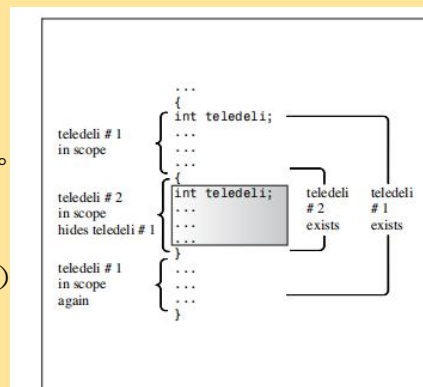 ...
{
int teledeli;
...
...
...
{
int teledeli;
...
...
...
}
...
...
...
}
teledeli # 1
in scope
teledeli # 2
in scope
hides teledeli # 1
teledeli # 1
in scope
again
teledeli
# 2
exists
teledeli
# 1
exists